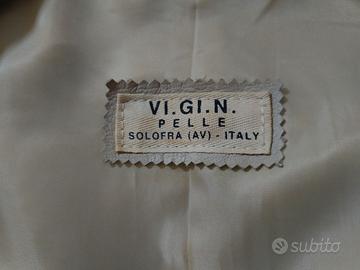 VI.GI.N.
PELLE
SOLOFRA (AV) - ITALY
subito